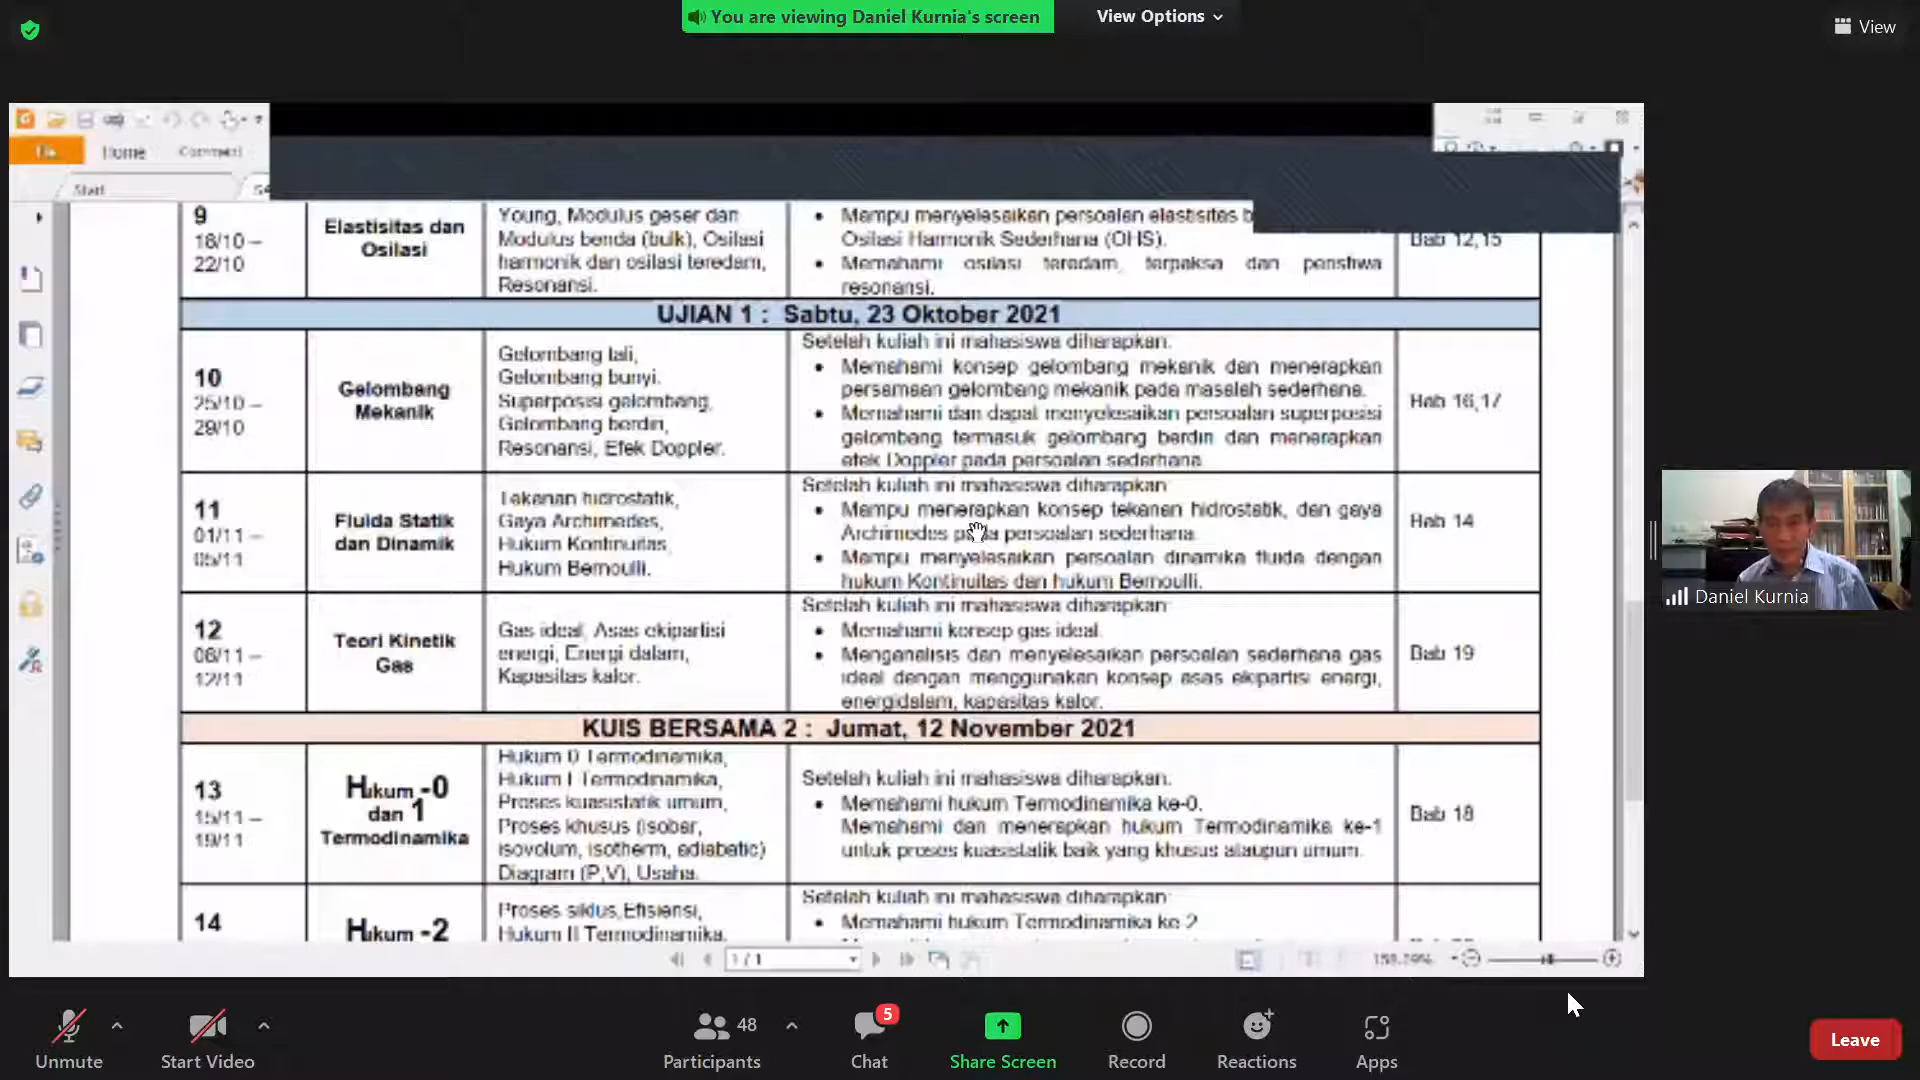 You are viewing Daniel Kurnia's screen
View Options
View
Home
Comment
Start
9
18/10 –
22/10
Elastisitas dan
Osilasi
Young, Modulus geser dan
Modulus benda (bulk), Osilasi
harmonik dan osilasi teredam,
Resonansi.
• Mampu menyelesaikan persoalan elastisitas b
Osilasi Harmonik Sederhana (OHS).
• Memahami osilasi teredam, terpaksa dan peristiwa
resonansi.
Bab 12,15
UJIAN 1 : Sabtu, 23 Oktober 2021
10
25/10 –
29/10
Gelombang
Mekanik
Gelombang tali,
Gelombang bunyi.
Superposisi gelombang,
Gelombang berdiri,
Resonansi, Efek Doppler.
Setelah kuliah ini mahasiswa diharapkan:
• Memahami konsep gelombang mekanik dan menerapkan
persamaan gelombang mekanik pada masalah sederhana.
• Memahami dan dapat menyelesaikan persoalan superposisi
gelombang termasuk gelombang berdiri dan menerapkan
efek Doppler pada persoalan sederhana
Bab 16,17
11
01/11 –
05/11
Fluida Statik
dan Dinamik
Tekanan hidrostatik,
Gaya Archimedes,
Hukum Kontinuitas,
Hukum Bernoulli.
Setelah kuliah ini mahasiswa diharapkan
• Mampu menerapkan konsep tekanan hidrostatik, dan gaya
Archimedes pada persoalan sederhana.
• Mampu menyelesaikan persoalan dinamika fluida dengan
hukum Kontinuitas dan hukum Bernoulli.
Bab 14
12
06/11 –
12/11
Teori Kinetik
Gas
Gas ideal, Asas ekipartisi
energi, Energi dalam,
Kapasitas kalor.
Setelah kuliah ini mahasiswa diharapkan
• Memahami konsep gas ideal.
• Menganalisis dan menyelesaikan persoalan sederhana gas
ideal dengan menggunakan konsep asas ekipartisi energi,
energidalam, kapasitas kalor.
Bab 19
KUIS BERSAMA 2 : Jumat, 12 November 2021
13
15/11 –
19/11
Hukum -0
dan 1
Termodinamika
Hukum 0 Termodinamika,
Hukum I Termodinamika,
Proses kuasistatik umum,
Proses khusus (isobar,
isovolum, isotherm, adiabatic)
Diagram (P,V), Usaha.
Setelah kuliah ini mahasiswa diharapkan:
• Memahami hukum Termodinamika ke-0.
Memahami dan menerapkan hukum Termodinamika ke-1
untuk proses kuasistatik baik yang khusus ataupun umum.
Bab 18
14
Hukum -2
Proses siklus,Efisiensi,
Hukum II Termodinamika,
Setelah kuliah ini mahasiswa diharapkan
• Memahami hukum Termodinamika ke 2
1 / 1
Daniel Kurnia
Unmute
Start Video
48
Participants
5
Chat
Share Screen
Record
Reactions
Apps
Leave